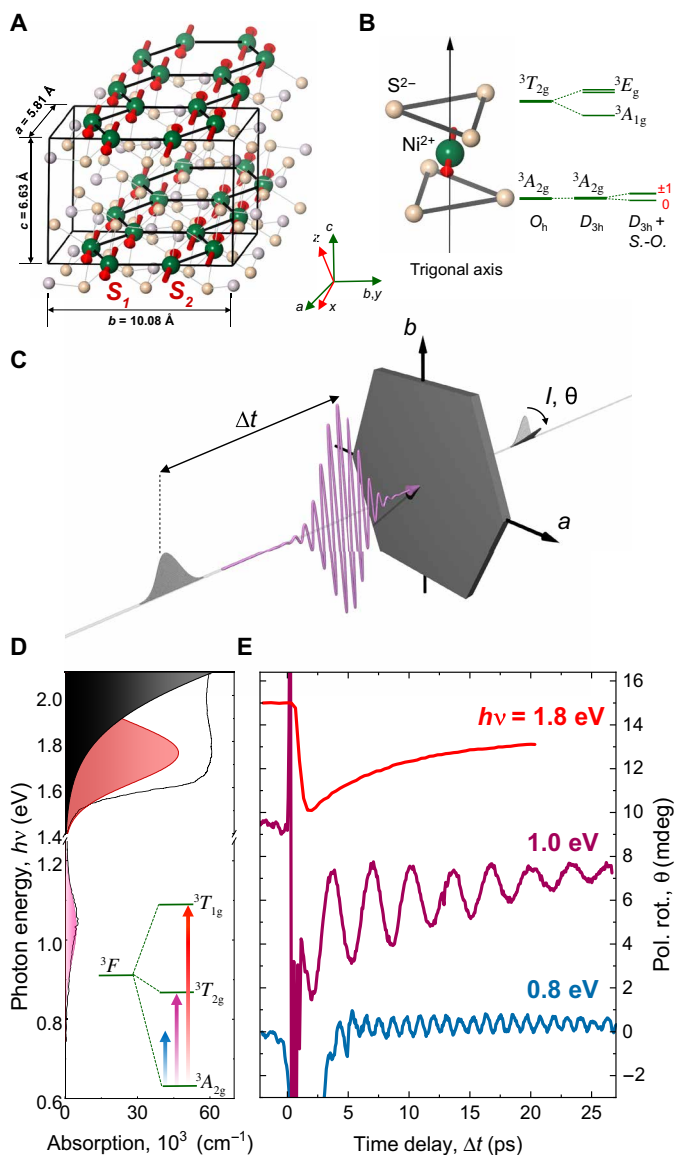 A
B
a = 5.81 Å
c = 6.63 Å
b = 10.08 Å
S₁ S₂
z
c
a x b,y
S²⁻
Ni²⁺
Trigonal axis
³T₂g
³Eg
³A₁g
³A₂g ³A₂g
±1
0
Oh D₃h D₃h +
S.-O.
C
Δt
b
I, θ
a
D
Photon energy, hν (eV)
2.0
1.8
1.6
1.4
1.2
1.0
0.8
0.6
³F
³T₁g
³T₂g
³A₂g
0 30 60
Absorption, 10³ (cm⁻¹)
E
hν = 1.8 eV
1.0 eV
0.8 eV
16
14
12
10
8
6
4
2
0
−2
Pol. rot., θ (mdeg)
0 5 10 15 20 25
Time delay, Δt (ps)